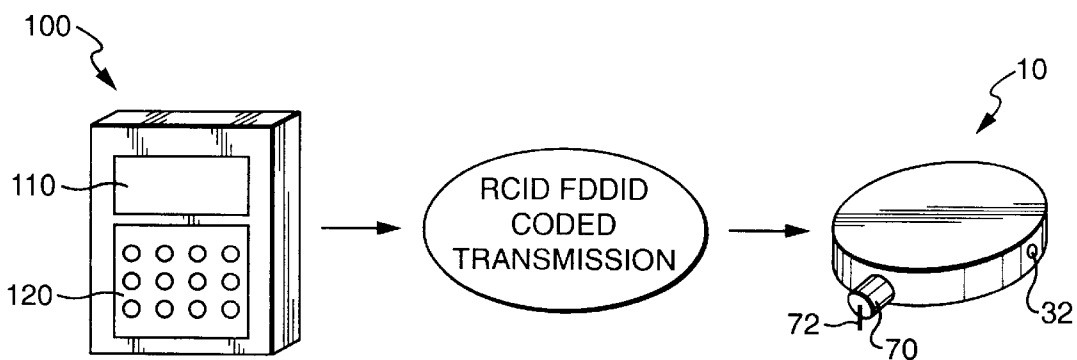 100
10
110
RCID FDDID
CODED
TRANSMISSION
120
72
70
32